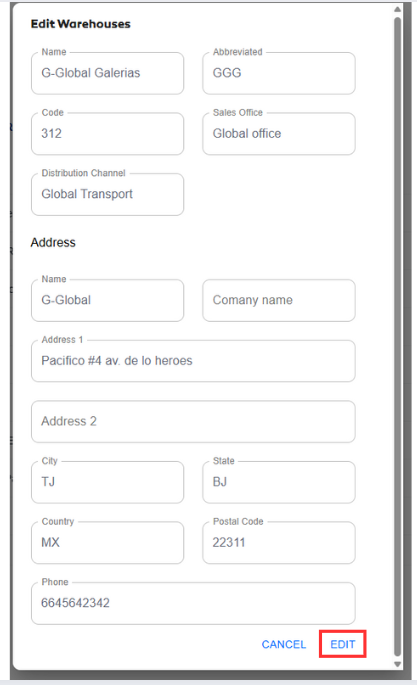 Edit Warehouses
Name Abbreviated
G-Global Galerias GGG
Code Sales Office
312 Global office
Distribution Channel
Global Transport
Address
Name
G-Global Comany name
Address 1
Pacifico #4 av. de lo heroes
Address 2
City State
TJ BJ
Country Postal Code
MX 22311
Phone
6645642342
CANCEL EDIT